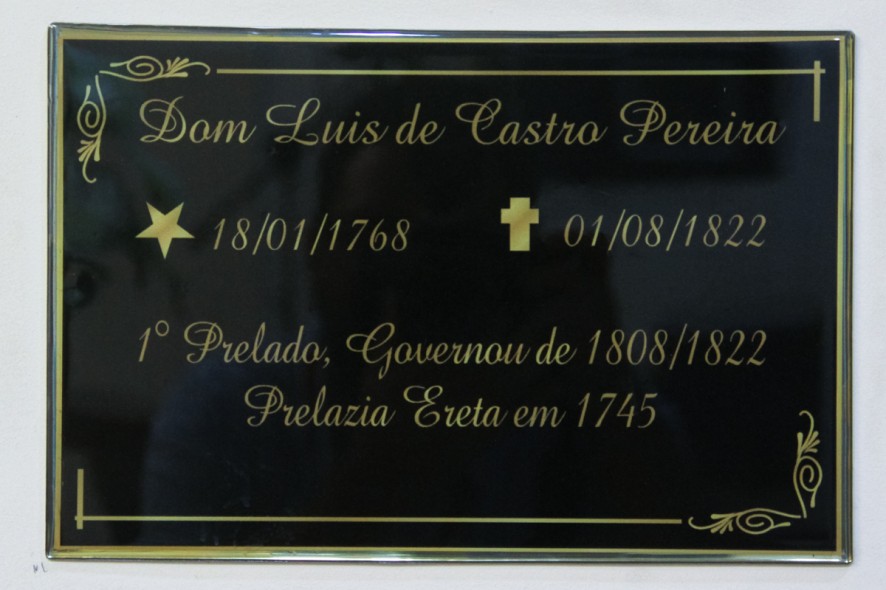 Dom Luis de Castro Pereira
18/01/1768 01/08/1822
1º Prelado, Governou de 1808/1822
Prelazia Ereta em 1745